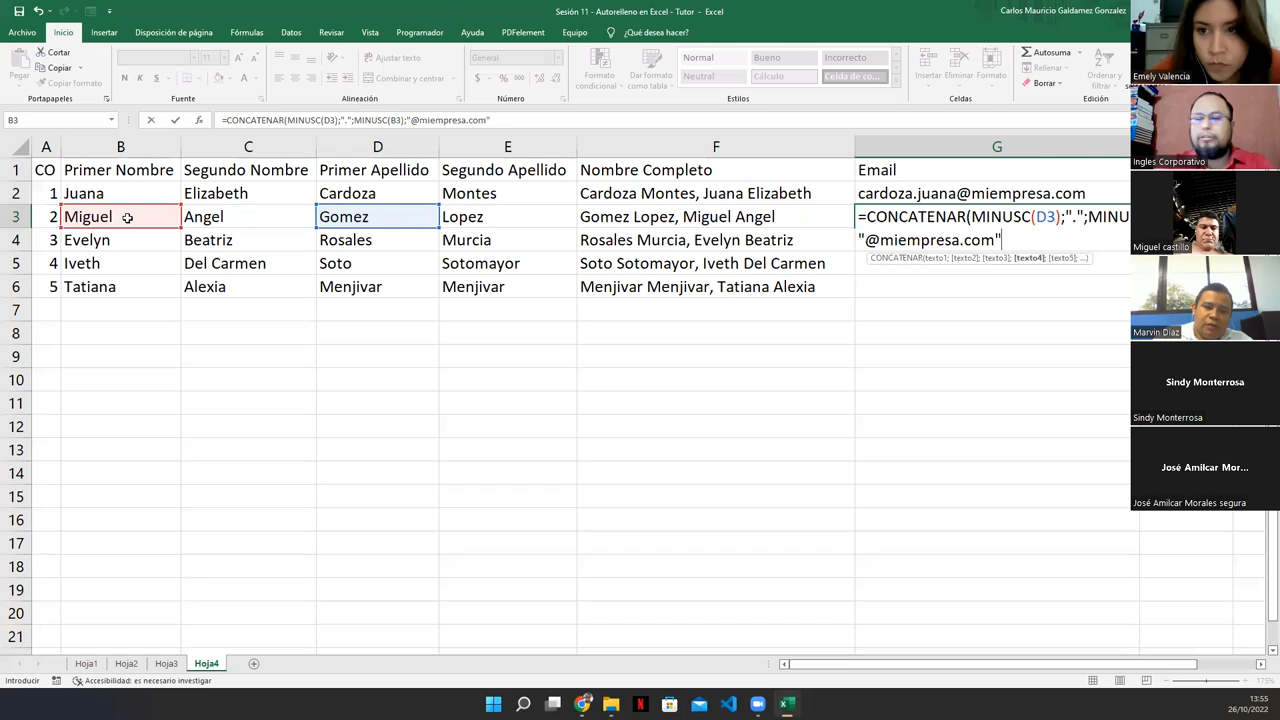 Sesión 11 - Autorelleno en Excel - Tutor - Excel
Carlos Mauricio Galdamez Gonzalez
Archivo Inicio Insertar Disposición de página Fórmulas Datos Revisar Vista Programador Ayuda PDFelement Equipo ¿Qué desea hacer?
Pegar
Cortar
Copiar
Copiar formato
Portapapeles
11
N K S
Fuente
Ajustar texto
Combinar y centrar
Alineación
General
Número
Formato condicional
Dar formato como tabla
Normal Bueno Incorrecto
Neutral Cálculo Celda de co...
Estilos
Insertar Eliminar Formato
Celdas
Autosuma
Rellenar
Borrar
Ordenar y
Edición
B3
=CONCATENAR(MINUSC(D3);".";MINUSC(B3);"@miempresa.com"
A B C D E F G
1 CO Primer Nombre Segundo Nombre Primer Apellido Segundo Apellido Nombre Completo Email
2 1 Juana Elizabeth Cardoza Montes Cardoza Montes, Juana Elizabeth cardoza.juana@miempresa.com
3 2 Miguel Angel Gomez Lopez Gomez Lopez, Miguel Angel =CONCATENAR(MINUSC(D3);".";MINU
4 3 Evelyn Beatriz Rosales Murcia Rosales Murcia, Evelyn Beatriz "@miempresa.com"
CONCATENAR(texto1; [texto2]; [texto3]; [texto4]; [texto5]; ...)
5 4 Iveth Del Carmen Soto Sotomayor Soto Sotomayor, Iveth Del Carmen
6 5 Tatiana Alexia Menjivar Menjivar Menjivar Menjivar, Tatiana Alexia
7
8
9
10
11
12
13
14
15
16
17
18
19
20
21
Hoja1 Hoja2 Hoja3 Hoja4
Introducir
Accesibilidad: es necesario investigar
175%
13:55
26/10/2022
Emely Valencia
Ingles Corporativo
Miguel castillo
Marvin Diaz
Sindy Monterrosa
Sindy Monterrosa
José Amilcar Mor...
José Amilcar Morales segura